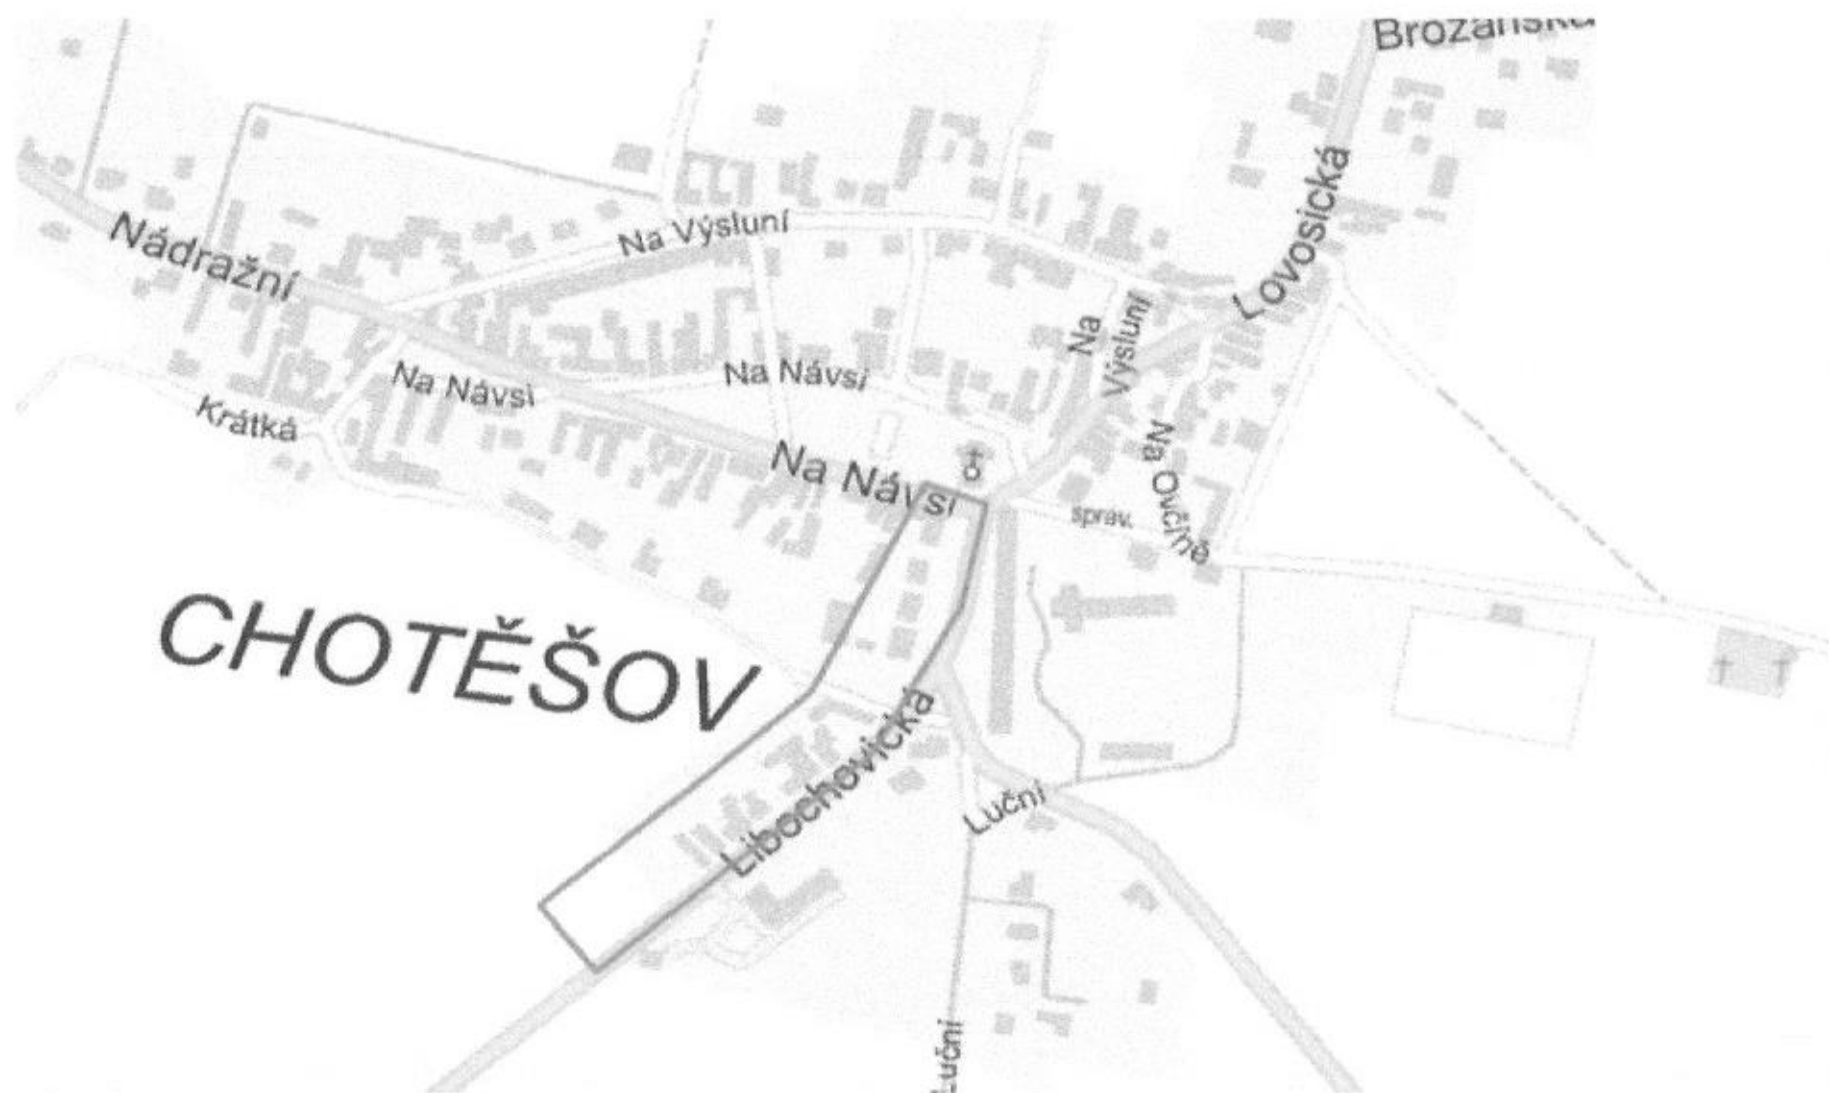 Brozanská
Lovosická
Na Výsluní
Nádražní
Na
Výsluní
Na Návsi
Na Návsi
Krátká
Na Návsi
Na Ovčíně
sprav.
CHOTĚŠOV
Libochovická
Luční
Luční